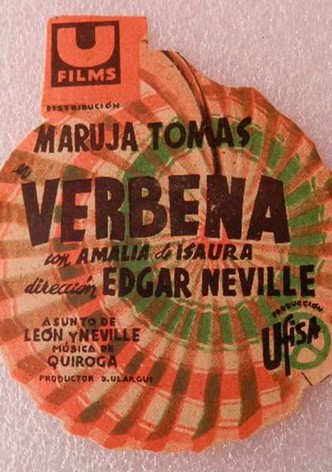 U
FILMS
DISTRIBUCIÓN
MARUJA TOMAS
en
VERBENA
con AMALIA de ISAURA
dirección EDGAR NEVILLE
ASUNTO DE
LEÓN Y NEVILLE
MÚSICA DE
QUIROGA
PRODUCTOR S. ULARGUI
PRODUCCIÓN
Ufisa